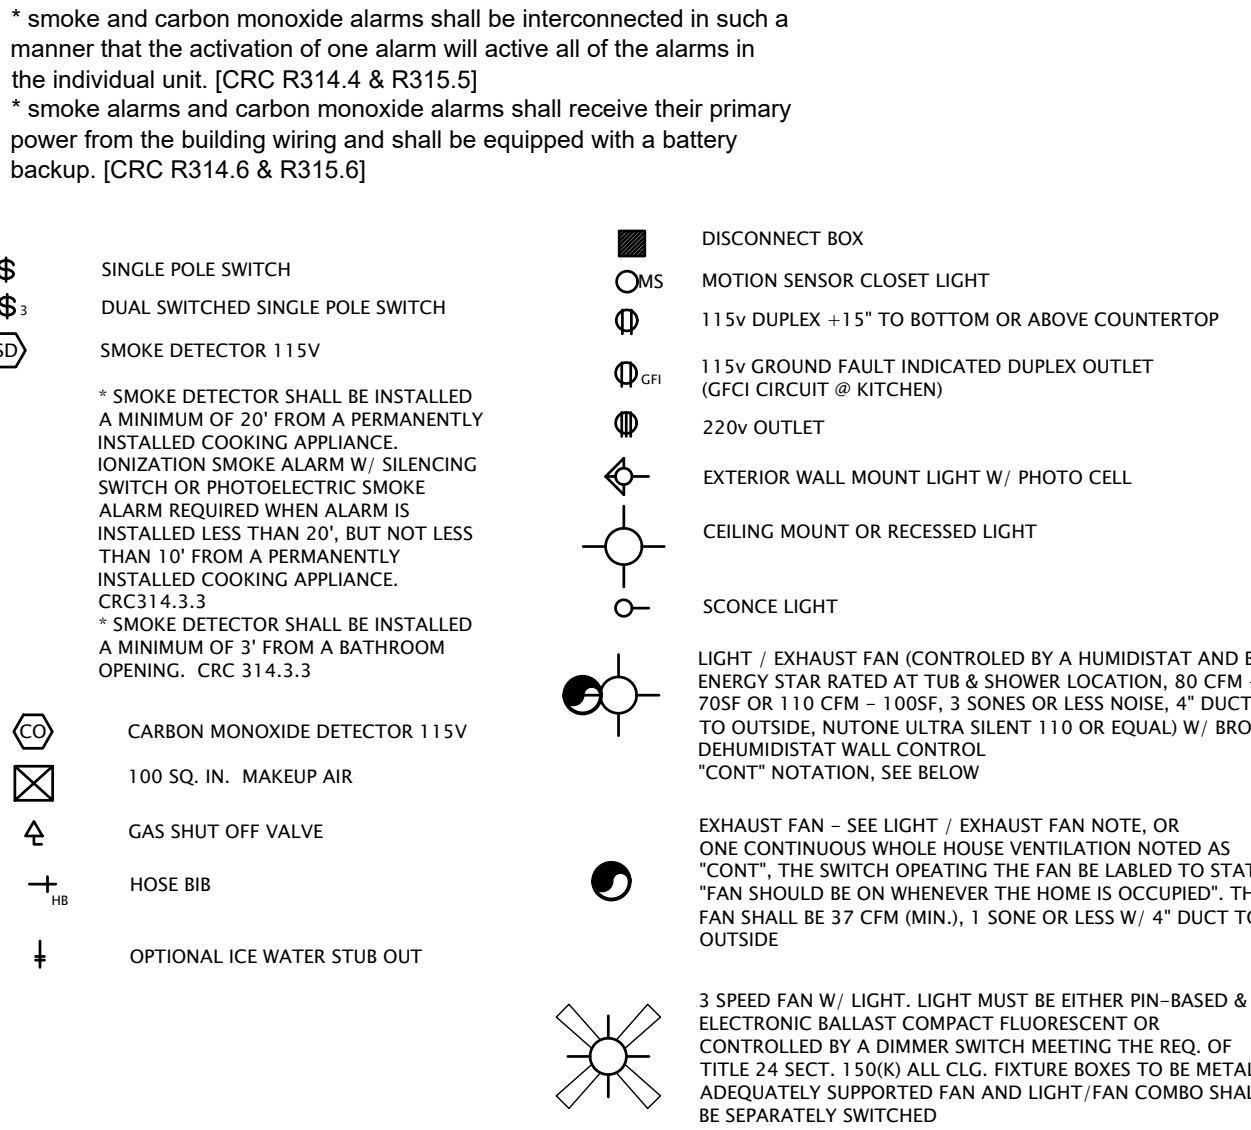 * smoke and carbon monoxide alarms shall be interconnected in such a
manner that the activation of one alarm will active all of the alarms in
the individual unit. [CRC R314.4 & R315.5]
* smoke alarms and carbon monoxide alarms shall receive their primary
power from the building wiring and shall be equipped with a battery
backup. [CRC R314.6 & R315.6]
$ SINGLE POLE SWITCH
$3 DUAL SWITCHED SINGLE POLE SWITCH
SD SMOKE DETECTOR 115V
* SMOKE DETECTOR SHALL BE INSTALLED
A MINIMUM OF 20' FROM A PERMANENTLY
INSTALLED COOKING APPLIANCE.
IONIZATION SMOKE ALARM W/ SILENCING
SWITCH OR PHOTOELECTRIC SMOKE
ALARM REQUIRED WHEN ALARM IS
INSTALLED LESS THAN 20', BUT NOT LESS
THAN 10' FROM A PERMANENTLY
INSTALLED COOKING APPLIANCE.
CRC314.3.3
* SMOKE DETECTOR SHALL BE INSTALLED
A MINIMUM OF 3' FROM A BATHROOM
OPENING.  CRC 314.3.3
CO CARBON MONOXIDE DETECTOR 115V
100 SQ. IN.  MAKEUP AIR
GAS SHUT OFF VALVE
HB HOSE BIB
OPTIONAL ICE WATER STUB OUT
DISCONNECT BOX
MS MOTION SENSOR CLOSET LIGHT
115v DUPLEX +15" TO BOTTOM OR ABOVE COUNTERTOP
GFI 115v GROUND FAULT INDICATED DUPLEX OUTLET
(GFCI CIRCUIT @ KITCHEN)
220v OUTLET
EXTERIOR WALL MOUNT LIGHT W/ PHOTO CELL
CEILING MOUNT OR RECESSED LIGHT
SCONCE LIGHT
LIGHT / EXHAUST FAN (CONTROLED BY A HUMIDISTAT AND
ENERGY STAR RATED AT TUB & SHOWER LOCATION, 80 CFM -
70SF OR 110 CFM - 100SF, 3 SONES OR LESS NOISE, 4" DUCT
TO OUTSIDE, NUTONE ULTRA SILENT 110 OR EQUAL) W/
DEHUMIDISTAT WALL CONTROL
"CONT" NOTATION, SEE BELOW
EXHAUST FAN - SEE LIGHT / EXHAUST FAN NOTE, OR
ONE CONTINUOUS WHOLE HOUSE VENTILATION NOTED AS
"CONT", THE SWITCH OPEATING THE FAN BE LABLED TO
"FAN SHOULD BE ON WHENEVER THE HOME IS OCCUPIED".
FAN SHALL BE 37 CFM (MIN.), 1 SONE OR LESS W/ 4" DUCT TO
OUTSIDE
3 SPEED FAN W/ LIGHT. LIGHT MUST BE EITHER PIN-BASED &
ELECTRONIC BALLAST COMPACT FLUORESCENT OR
CONTROLLED BY A DIMMER SWITCH MEETING THE REQ. OF
TITLE 24 SECT. 150(K) ALL CLG. FIXTURE BOXES TO BE METAL
ADEQUATELY SUPPORTED FAN AND LIGHT/FAN COMBO
BE SEPARATELY SWITCHED